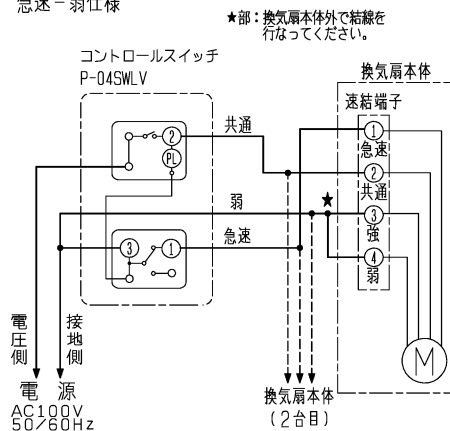 急速－弱仕様
★部：換気扇本体外で結線を
行なってください。
コントロールスイッチ
P-04SWLV
換気扇本体
速結端子
2
PL
共通
1
急速
2
共通
弱
★
3
強
3
1
急速
4
弱
電圧側
接地側
M
電源
AC100V
50/60Hz
換気扇本体
(2台目)